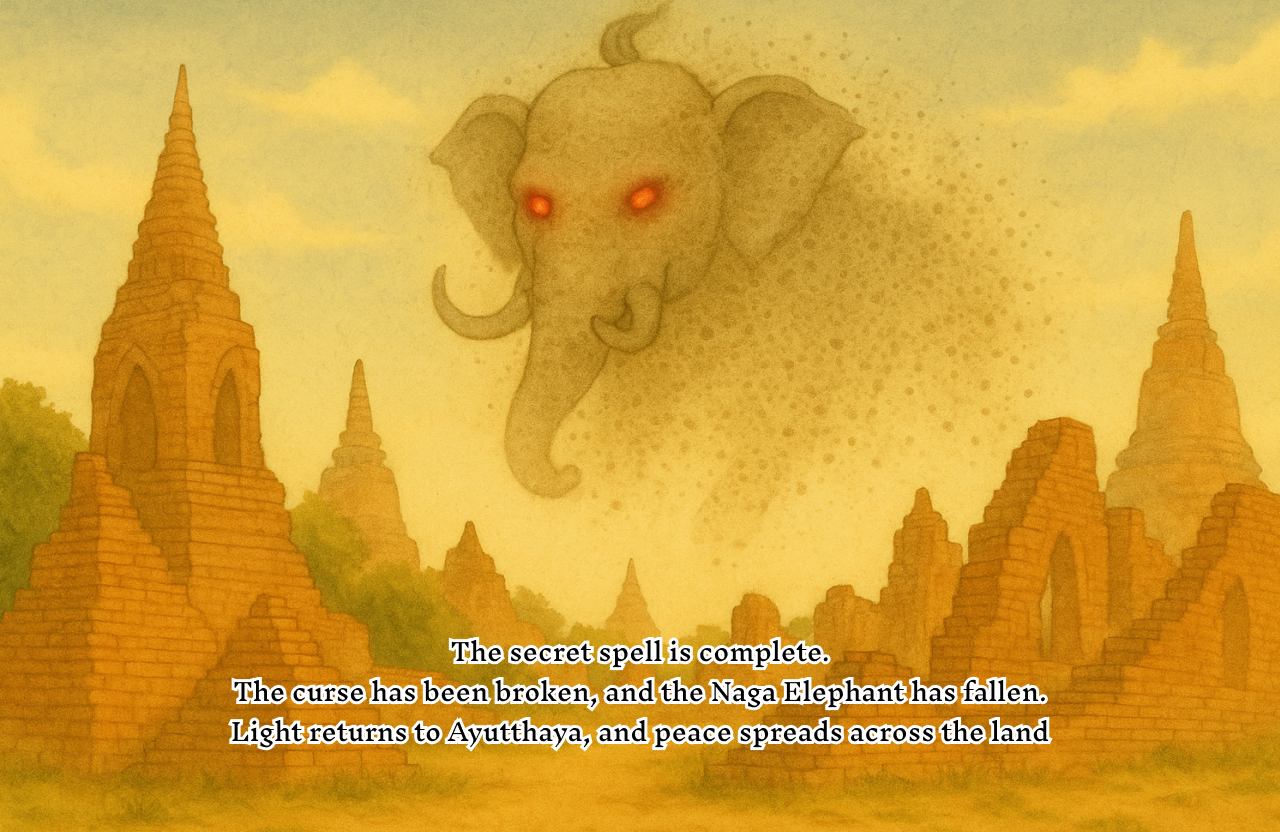 The secret spell is complete.
The curse has been broken, and the Naga Elephant has fallen.
Light returns to Ayutthaya, and peace spreads across the land